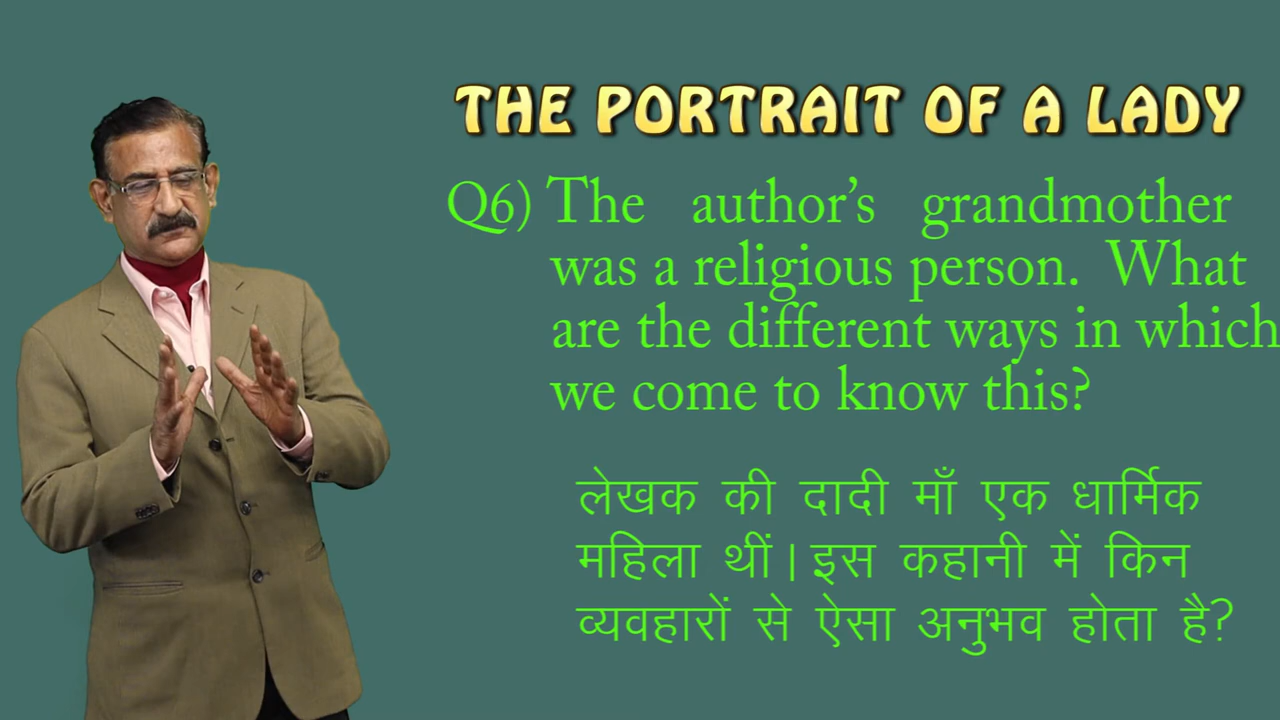 THE PORTRAIT OF A LADY
Q6) The author's grandmother
was a religious person. What
are the different ways in which
we come to know this?
लेखक की दादी माँ एक धार्मिक
महिला थीं। इस कहानी में किन
व्यवहारों से ऐसा अनुभव होता है?